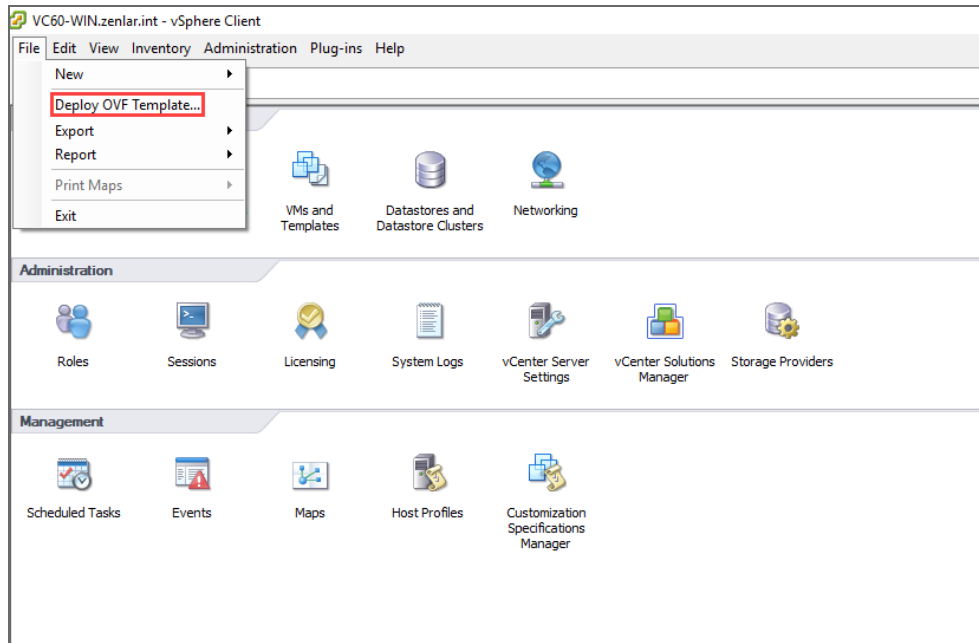 VC60-WIN.zenlar.int - vSphere Client
File Edit View Inventory Administration Plug-ins Help
New
Deploy OVF Template...
Export
Report
Print Maps
Exit
VMs and
Templates
Datastores and
Datastore Clusters
Networking
Administration
Roles
Sessions
Licensing
System Logs
vCenter Server
Settings
vCenter Solutions
Manager
Storage Providers
Management
Scheduled Tasks
Events
Maps
Host Profiles
Customization
Specifications
Manager